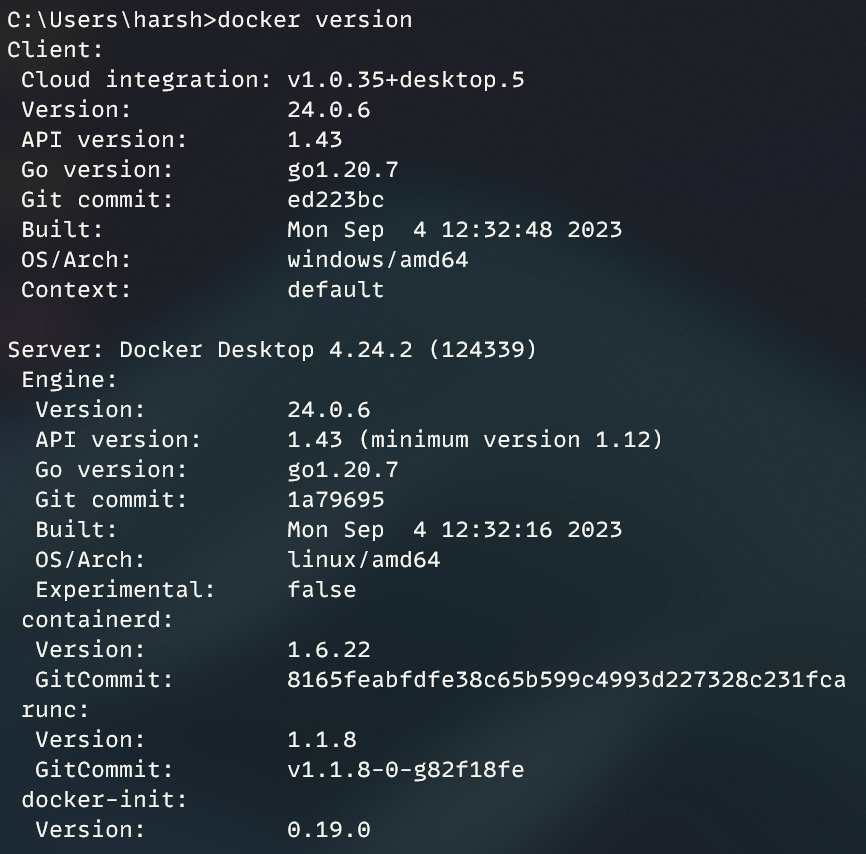 C:\Users\harsh>docker version
Client:
 Cloud integration: v1.0.35+desktop.5
 Version:           24.0.6
 API version:       1.43
 Go version:        go1.20.7
 Git commit:        ed223bc
 Built:             Mon Sep  4 12:32:48 2023
 OS/Arch:           windows/amd64
 Context:           default

Server: Docker Desktop 4.24.2 (124339)
 Engine:
  Version:          24.0.6
  API version:      1.43 (minimum version 1.12)
  Go version:       go1.20.7
  Git commit:       1a79695
  Built:            Mon Sep  4 12:32:16 2023
  OS/Arch:          linux/amd64
  Experimental:     false
 containerd:
  Version:          1.6.22
  GitCommit:        8165feabfdfe38c65b599c4993d227328c231fca
 runc:
  Version:          1.1.8
  GitCommit:        v1.1.8-0-g82f18fe
 docker-init:
  Version:          0.19.0